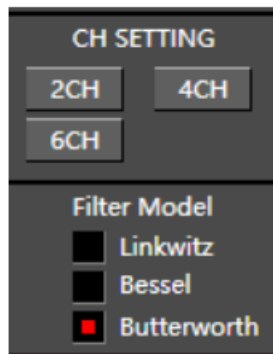 CH SETTING
2CH 4CH
6CH
Filter Model
Linkwitz
Bessel
Butterworth